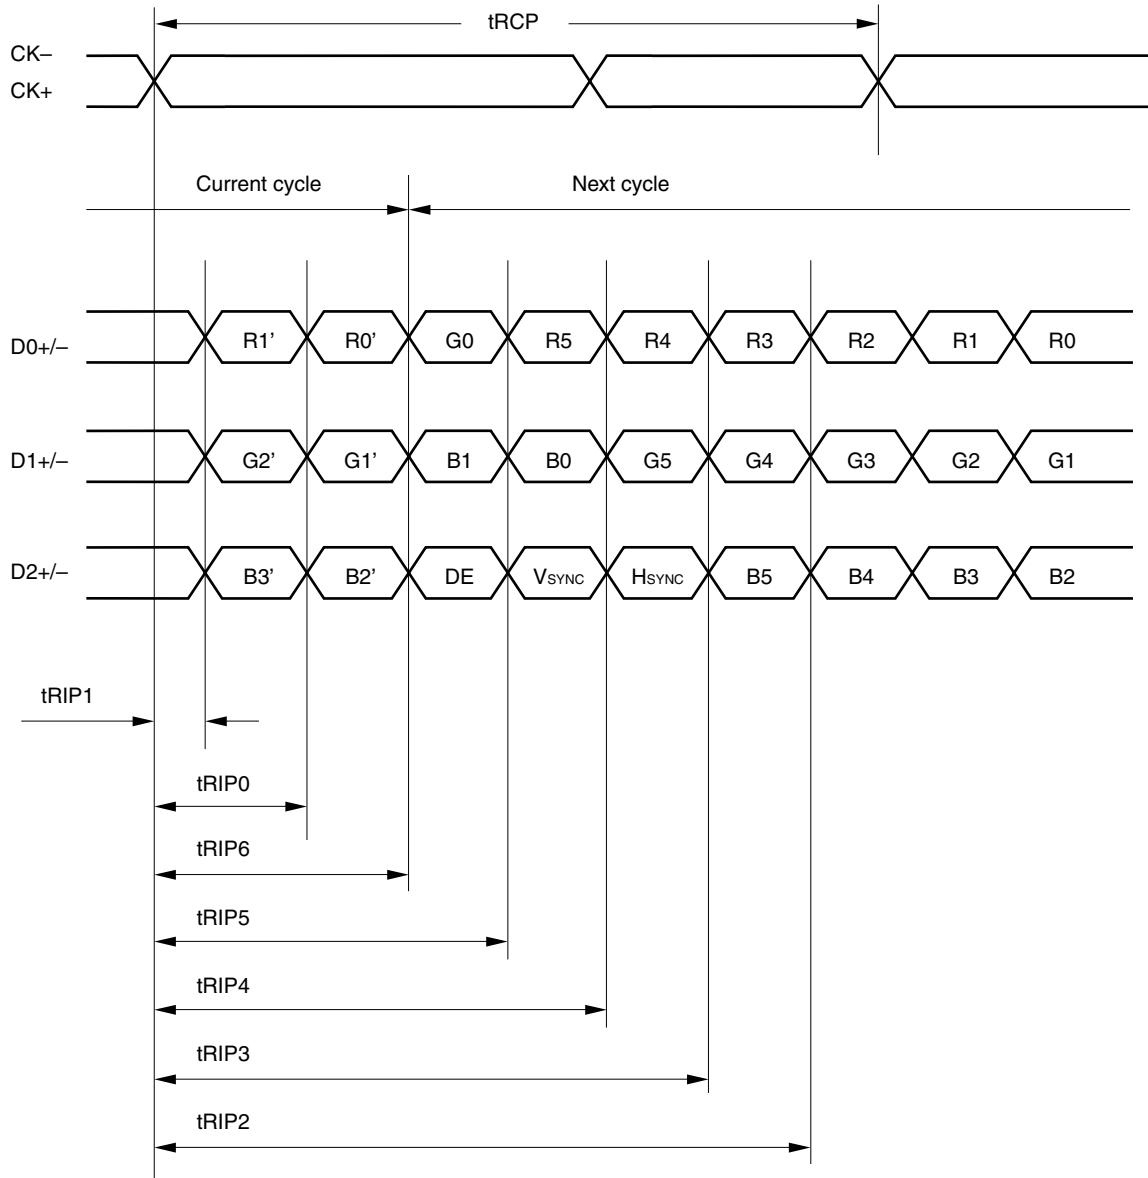 tRCP
CK–
CK+
Current cycle Next cycle
D0+/– R1’ R0’ G0 R5 R4 R3 R2 R1 R0
D1+/– G2’ G1’ B1 B0 G5 G4 G3 G2 G1
D2+/– B3’ B2’ DE VSYNC HSYNC B5 B4 B3 B2
tRIP1
tRIP0
tRIP6
tRIP5
tRIP4
tRIP3
tRIP2